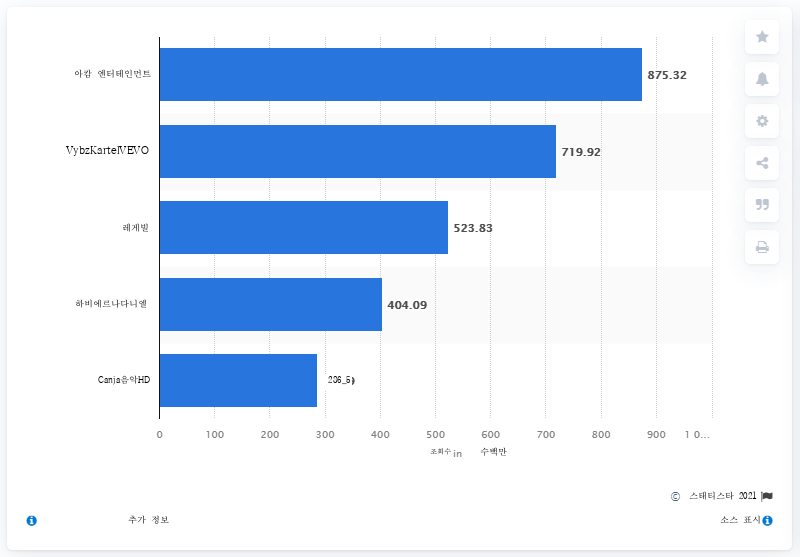 아캄 엔터테인먼트
875.32
VybzKartelVEVO
719.92
레게빌
523.83
하비에르나다니엘
404.09
Canja음악HD
0 100 200 300 400 500 600 700 800 900 1 0...
조회수 in 수백만
© 스태티스타 2021
추가 정보
소스 표시